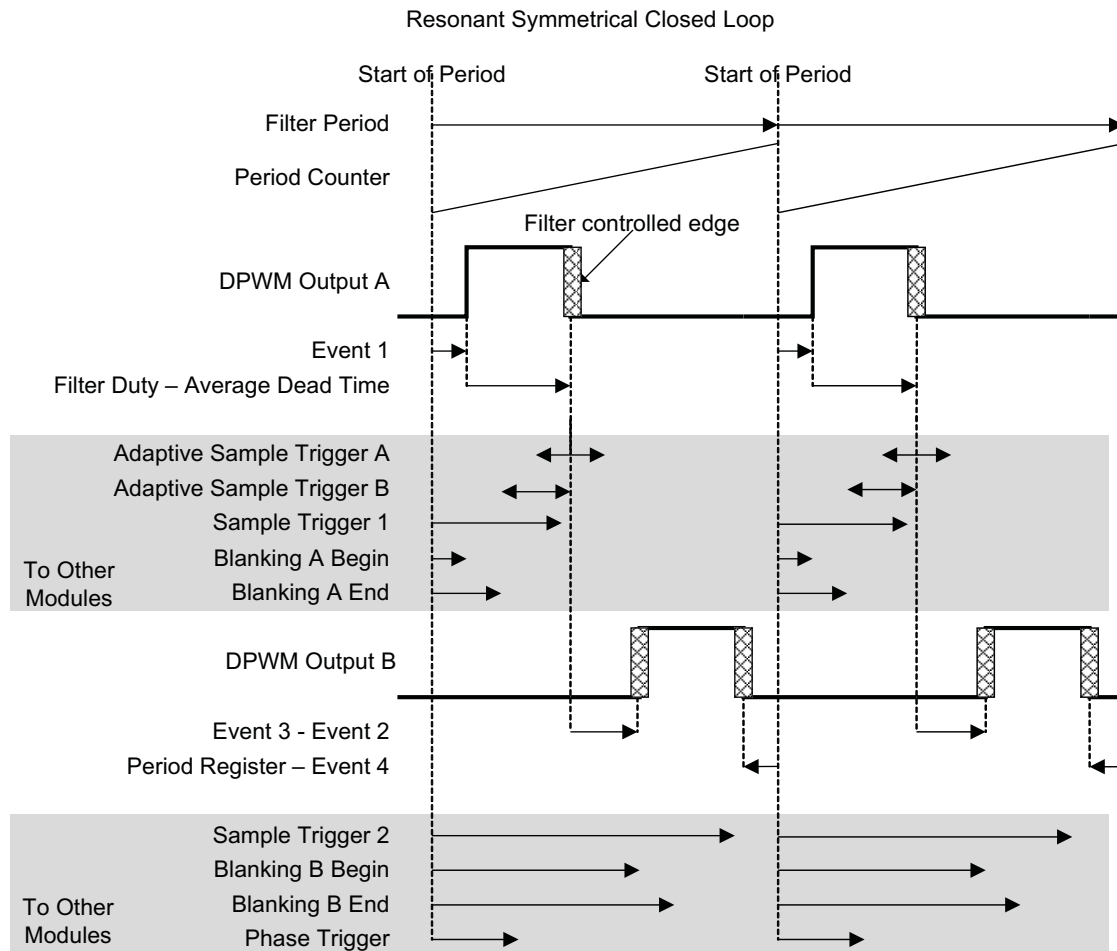 Resonant Symmetrical Closed Loop
Start of Period
Start of Period
Filter Period
Period Counter
Filter controlled edge
DPWM Output A
Event 1
Filter Duty – Average Dead Time
Adaptive Sample Trigger A
Adaptive Sample Trigger B
Sample Trigger 1
Blanking A Begin
Blanking A End
To Other
Modules
DPWM Output B
Event 3 - Event 2
Period Register – Event 4
Sample Trigger 2
Blanking B Begin
Blanking B End
Phase Trigger
To Other
Modules